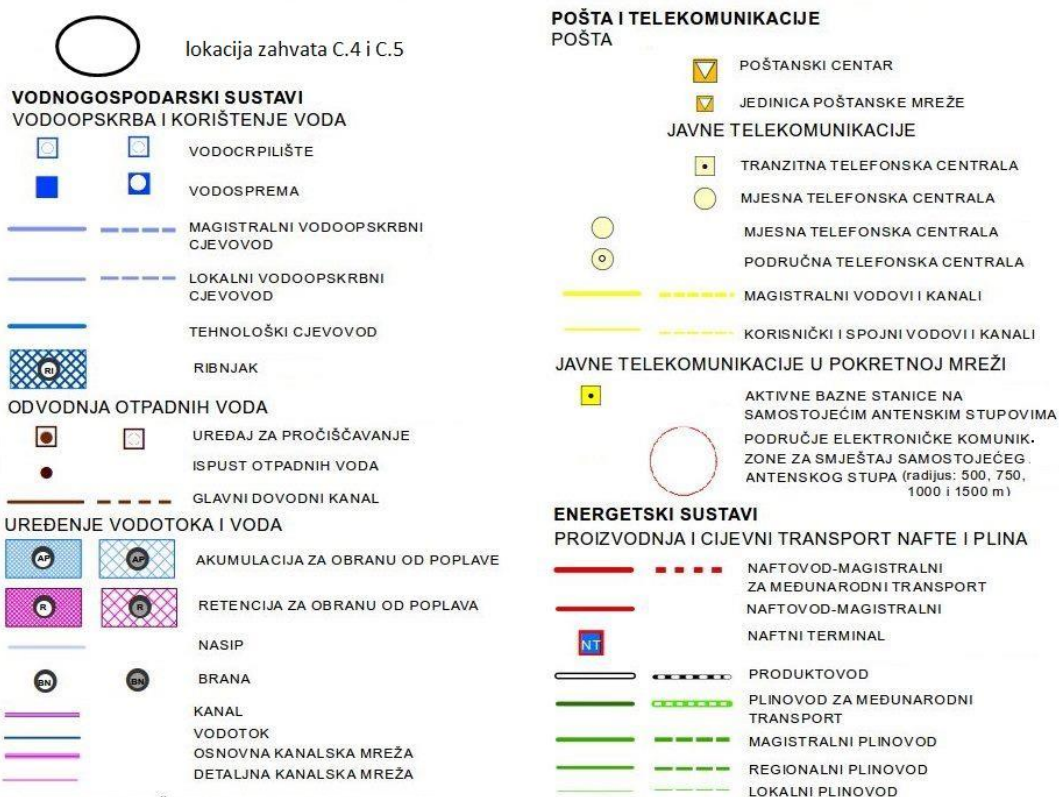 lokacija zahvata C.4 i C.5
VODNOGOSPODARSKI SUSTAVI
VODOOPSKRBA I KORIŠTENJE VODA
VODOCRPILIŠTE
VODOSPREMA
MAGISTRALNI VODOOPSKRBNI
CJEVOVOD
LOKALNI VODOOPSKRBNI
CJEVOVOD
TEHNOLOŠKI CJEVOVOD
RI
RIBNJAK
ODVODNJA OTPADNIH VODA
UREĐAJ ZA PROČIŠČAVANJE
ISPUST OTPADNIH VODA
GLAVNI DOVODNI KANAL
UREĐENJE VODOTOKA I VODA
AP AP AKUMULACIJA ZA OBRANU OD POPLAVE
R R RETENCIJA ZA OBRANU OD POPLAVA
NASIP
BN BN BRANA
KANAL
VODOTOK
OSNOVNA KANALSKA MREŽA
DETALJNA KANALSKA MREŽA
POŠTA I TELEKOMUNIKACIJE
POŠTA
POŠTANSKI CENTAR
JEDINICA POŠTANSKE MREŽE
JAVNE TELEKOMUNIKACIJE
TRANZITNA TELEFONSKA CENTRALA
MJESNA TELEFONSKA CENTRALA
MJESNA TELEFONSKA CENTRALA
PODRUČNA TELEFONSKA CENTRALA
MAGISTRALNI VODOVI I KANALI
KORISNIČKI I SPOJNI VODOVI I KANALI
JAVNE TELEKOMUNIKACIJE U POKRETNOJ MREŽI
AKTIVNE BAZNE STANICE NA
SAMOSTOJEĆIM ANTENSKIM STUPOVIMA
PODRUČJE ELEKTRONIČKE KOMUNIK.
ZONE ZA SMJEŠTAJ SAMOSTOJEĆEG
ANTENSKOG STUPA (radijus: 500, 750,
1000 i 1500 m)
ENERGETSKI SUSTAVI
PROIZVODNJA I CIJEVNI TRANSPORT NAFTE I PLINA
NAFTOVOD-MAGISTRALNI
ZA MEĐUNARODNI TRANSPORT
NAFTOVOD-MAGISTRALNI
NT NAFTNI TERMINAL
PRODUKTOVOD
PLINOVOD ZA MEĐUNARODNI
TRANSPORT
MAGISTRALNI PLINOVOD
REGIONALNI PLINOVOD
LOKALNI PLINOVOD